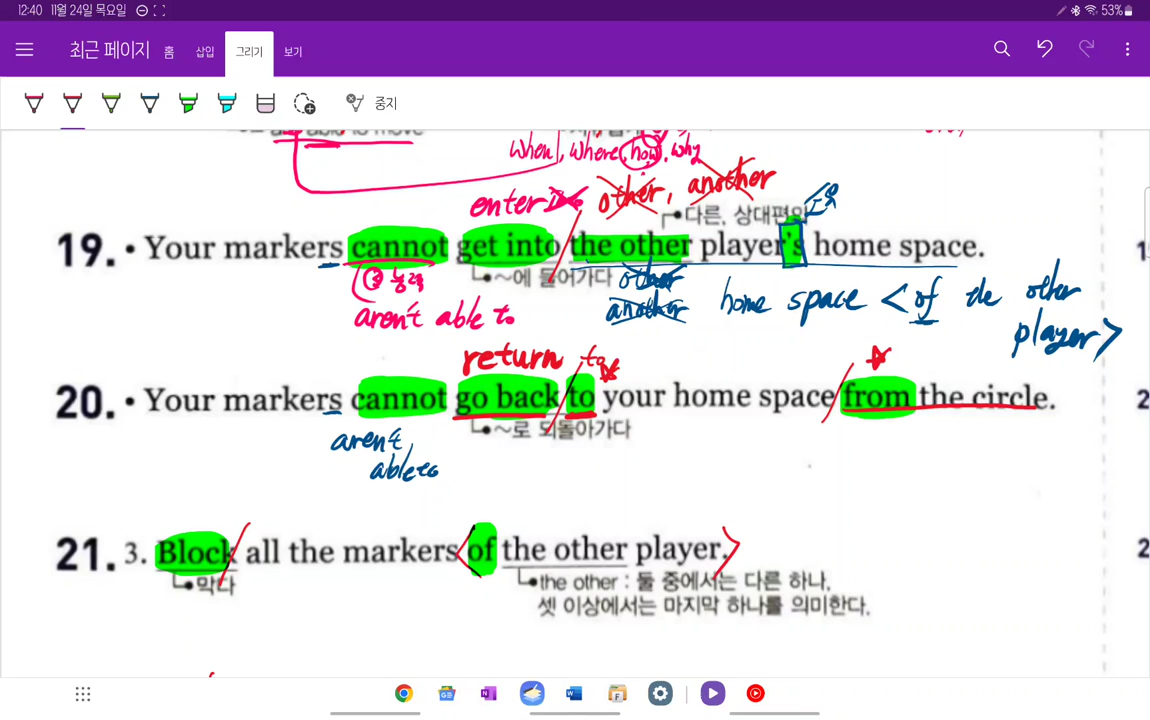 12:40 11월 24일 목요일 53%
최근 페이지 홈 삽입 그리기 보기
중지
are able to move
when, where, how, why
enter other, another
다른, 상대편의
19. • Your markers cannot get into the other player's home space.
~에 들어가다 other
능력 another home space < of the other
aren't able to player >
return to
20. • Your markers cannot go back to your home space from the circle.
~로 되돌아가다
aren't
able to
21. 3. Block all the markers <of the other player.>
막다 the other : 둘 중에서는 다른 하나,
셋 이상에서는 마지막 하나를 의미한다.